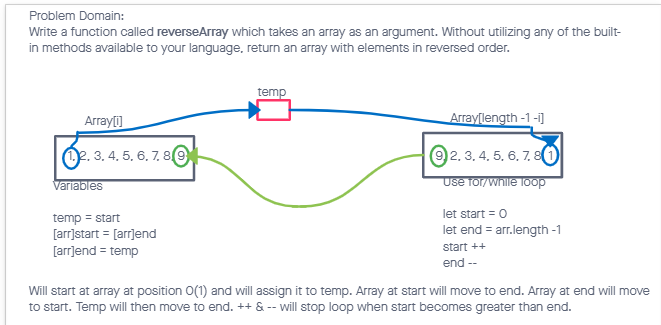 Problem Domain:
Write a function called reverseArray which takes an array as an argument. Without utilizing any of the built-
in methods available to your language, return an array with elements in reversed order.
temp
Array[i]
Array[length -1 -i]
1, 2, 3, 4, 5, 6, 7, 8, 9
9, 2, 3, 4, 5, 6, 7, 8, 1
Variables
Use for/while loop
temp = start
[arr]start = [arr]end
[arr]end = temp
let start = 0
let end = arr.length -1
start ++
end --
Will start at array at position 0(1) and will assign it to temp. Array at start will move to end. Array at end will move
to start. Temp will then move to end. ++ & -- will stop loop when start becomes greater than end.